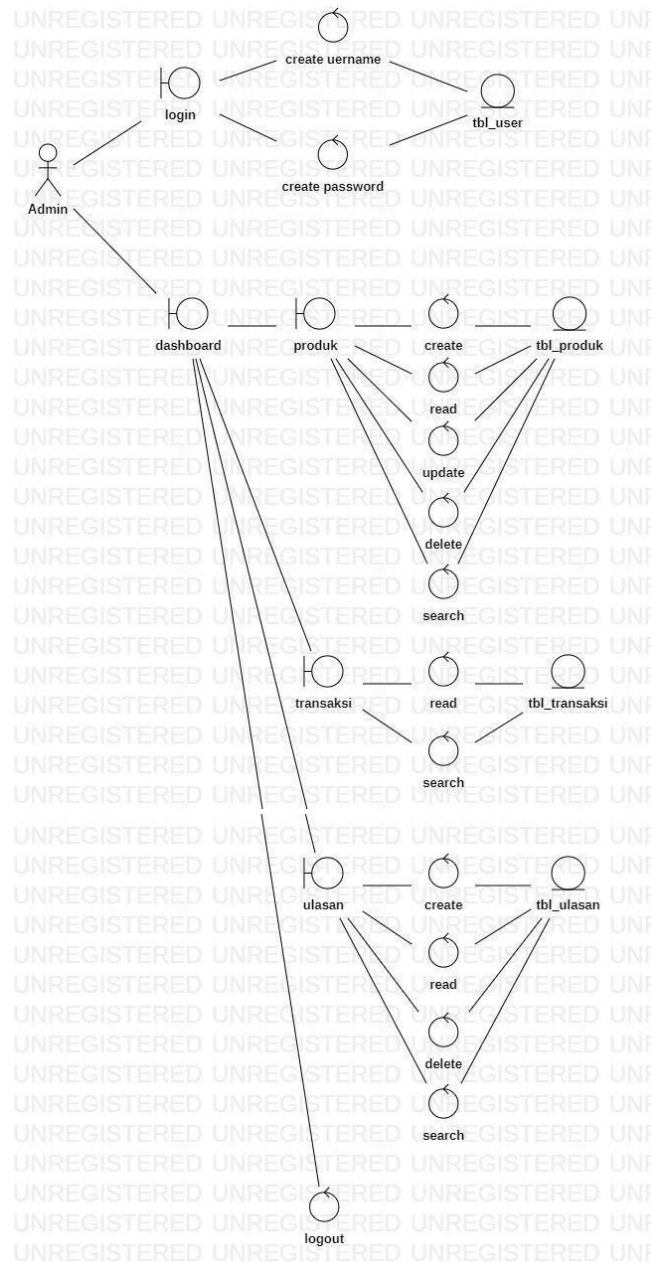 create uername
login
tbl_user
create password
Admin
dashboard
produk
create
tbl_produk
read
update
delete
search
transaksi
read
tbl_transaksi
search
ulasan
create
tbl_ulasan
read
delete
search
logout
UNREGISTERED